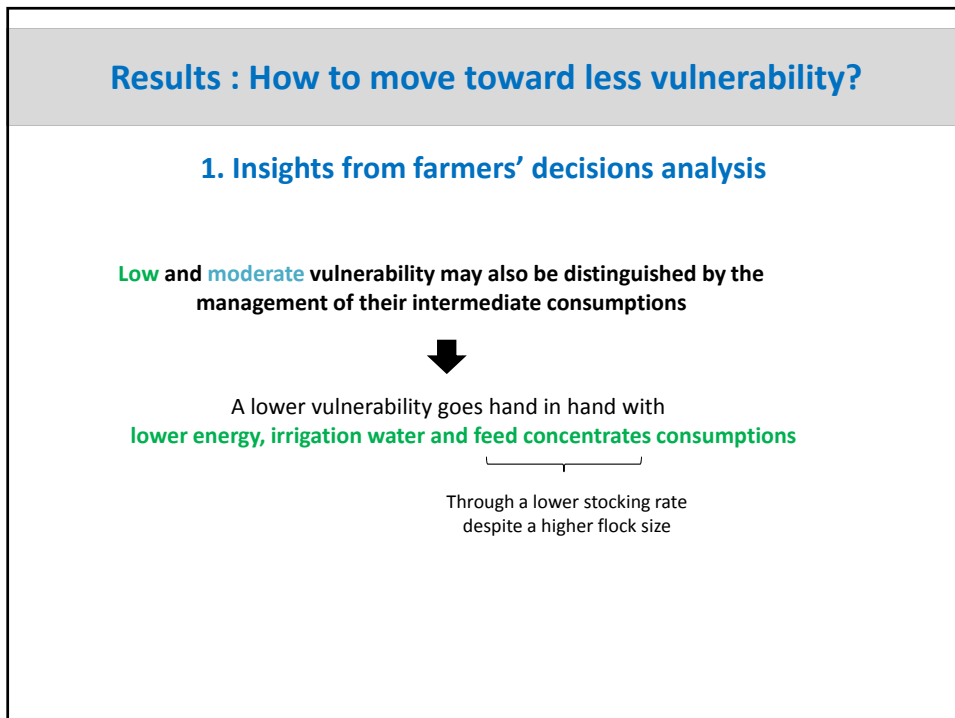 Results : How to move toward less vulnerability?
1. Insights from farmers’ decisions analysis
Low and moderate vulnerability may also be distinguished by the
management of their intermediate consumptions
A lower vulnerability goes hand in hand with
lower energy, irrigation water and feed concentrates consumptions
Through a lower stocking rate
despite a higher flock size